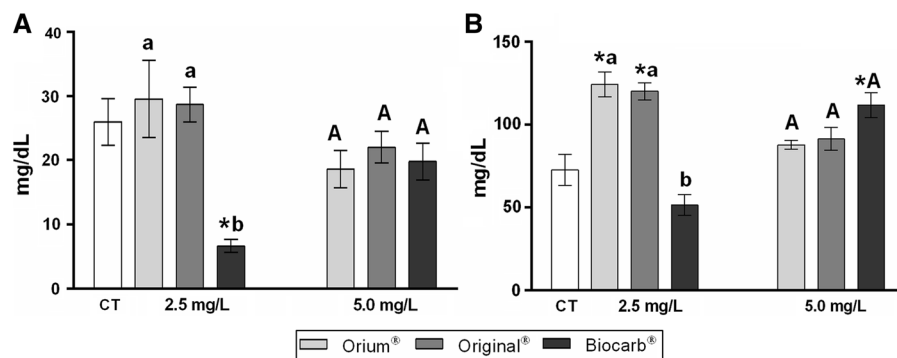 A
B
40
30
20
10
0
mg/dL
a
a
*b
A
A
A
CT
2.5 mg/L
5.0 mg/L
150
100
50
0
mg/dL
*a
*a
b
A
A
*A
CT
2.5 mg/L
5.0 mg/L
Orium® Original® Biocarb®